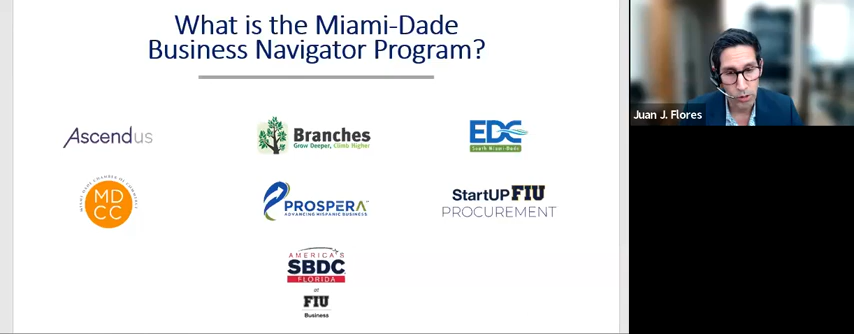 What is the Miami-Dade
Business Navigator Program?
Ascendus
Branches
Grow Deeper, Climb Higher
EDC
South Miami-Dade
MIAMI DADE CHAMBER OF COMMERCE
MD
CC
PROSPERA
ADVANCING HISPANIC BUSINESS
StartUP FIU
PROCUREMENT
AMERICA'S
SBDC
FLORIDA
at
FIU
Business
Juan J. Flores